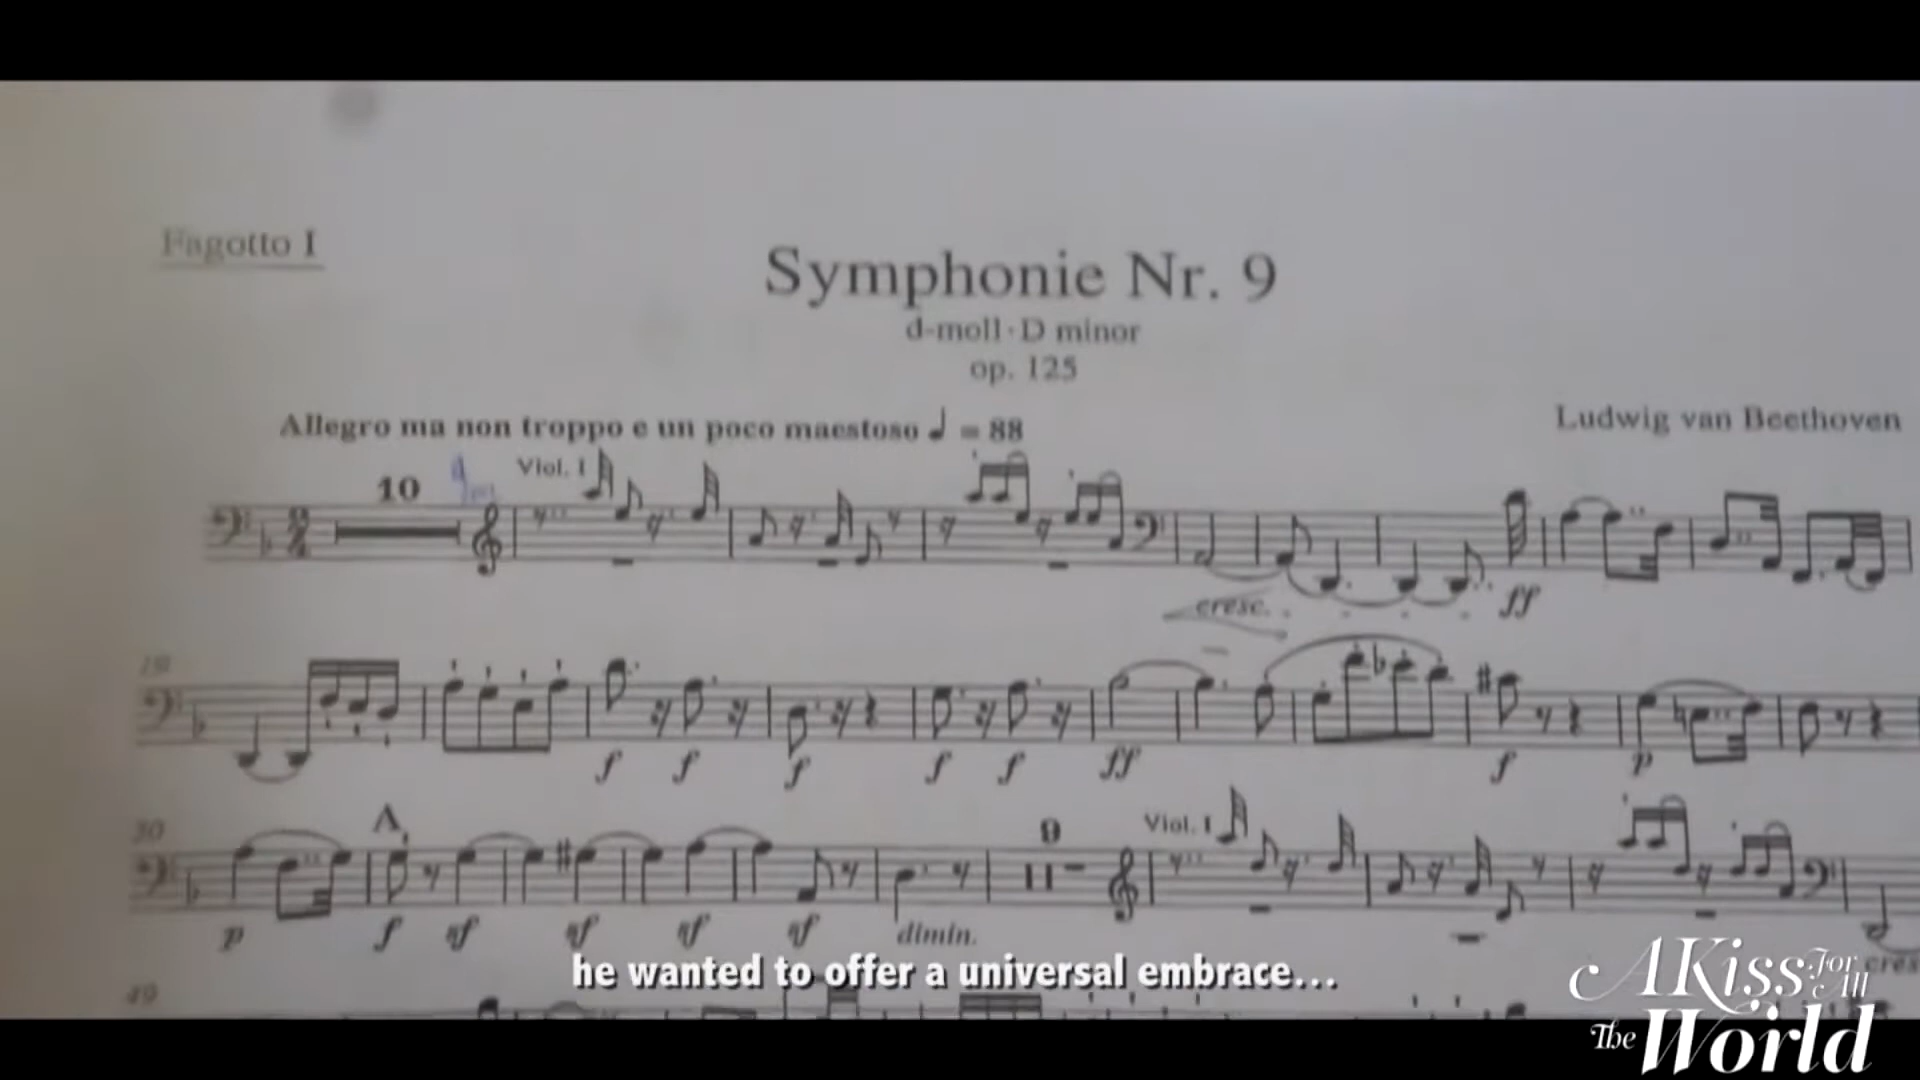 Fagotto I
Symphonie Nr. 9
d-moll · D minor
op. 125
Allegro ma non troppo e un poco maestoso ♩ = 88
Ludwig van Beethoven
10
Viol. I
cresc.
ff
f f f f f ff f p
30
9
Viol. I
p f sf sf sf sf dimin.
cresc
49
he wanted to offer a universal embrace...
A Kiss For All
The World